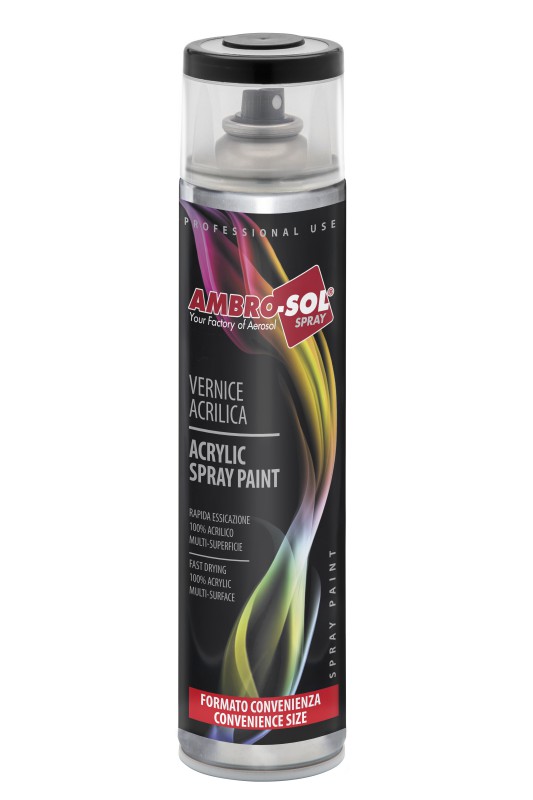 PROFESSIONAL USE
AMBRO-SOL®
Your Factory of Aerosol
SPRAY
VERNICE
ACRILICA
ACRYLIC
SPRAY PAINT
RAPIDA ESSICAZIONE
100% ACRILICO
MULTI-SUPERFICIE
FAST DRYING
100% ACRYLIC
MULTI-SURFACE
SPRAY PAINT
FORMATO CONVENIENZA
CONVENIENCE SIZE